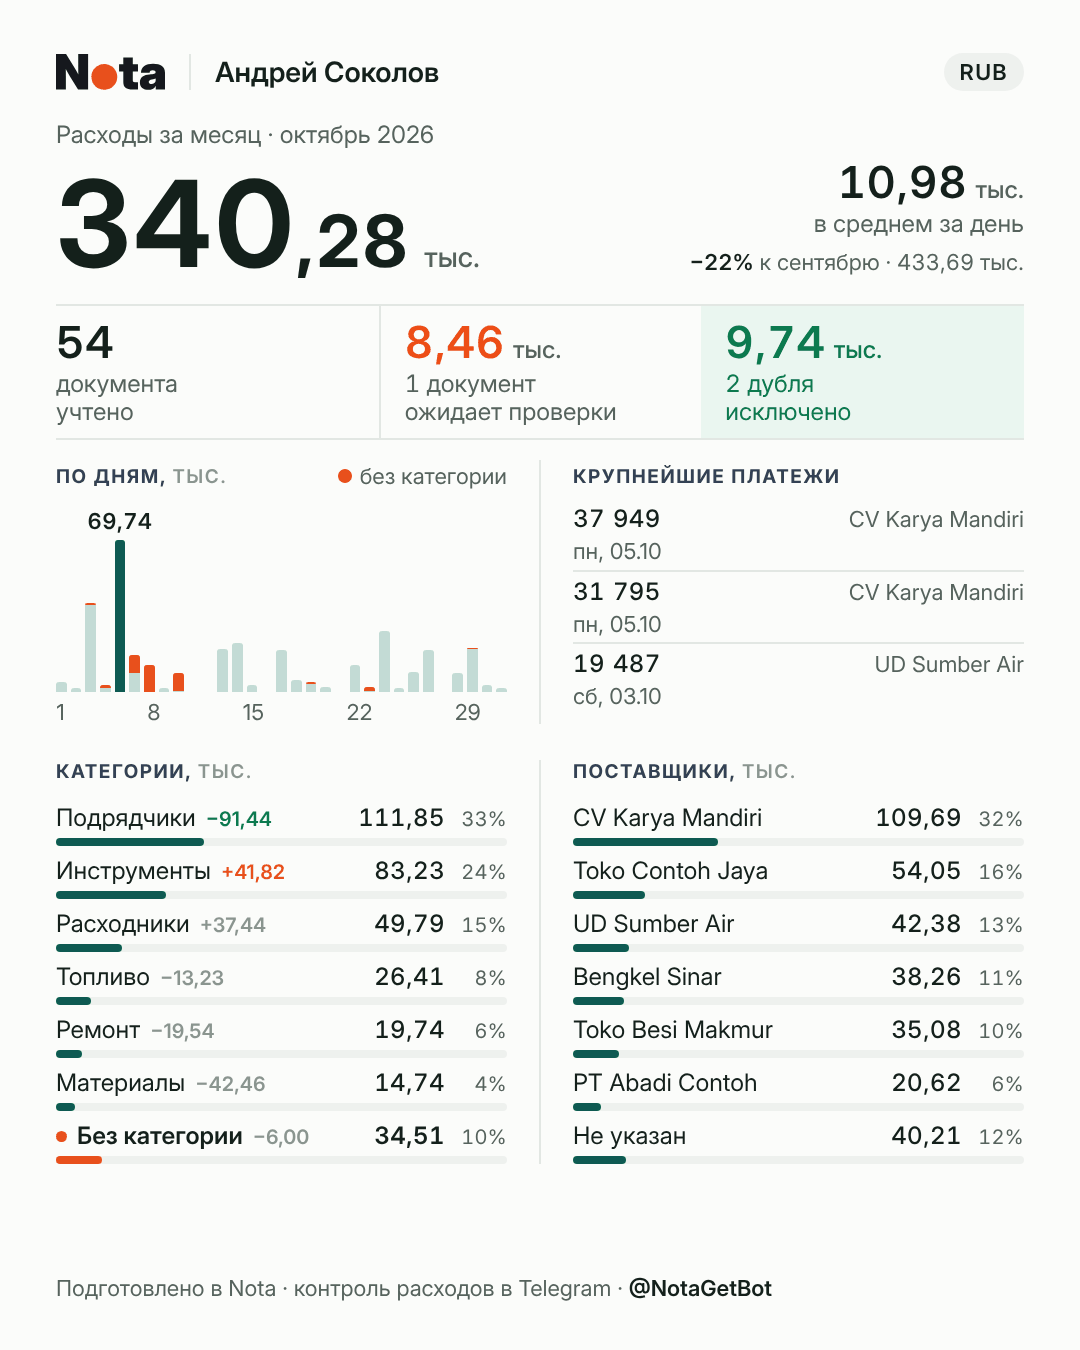 Nota
Андрей Соколов
RUB
Расходы за месяц · октябрь 2026
340,28 тыс.
10,98 тыс.
в среднем за день
−22% к сентябрю · 433,69 тыс.
54
документа
учтено
8,46 тыс.
1 документ
ожидает проверки
9,74 тыс.
2 дубля
исключено
ПО ДНЯМ, ТЫС.
без категории
69,74
1 8 15 22 29
КРУПНЕЙШИЕ ПЛАТЕЖИ
37 949 CV Karya Mandiri
пн, 05.10
31 795 CV Karya Mandiri
пн, 05.10
19 487 UD Sumber Air
сб, 03.10
КАТЕГОРИИ, ТЫС.
Подрядчики −91,44 111,85 33%
Инструменты +41,82 83,23 24%
Расходники +37,44 49,79 15%
Топливо −13,23 26,41 8%
Ремонт −19,54 19,74 6%
Материалы −42,46 14,74 4%
Без категории −6,00 34,51 10%
ПОСТАВЩИКИ, ТЫС.
CV Karya Mandiri 109,69 32%
Toko Contoh Jaya 54,05 16%
UD Sumber Air 42,38 13%
Bengkel Sinar 38,26 11%
Toko Besi Makmur 35,08 10%
PT Abadi Contoh 20,62 6%
Не указан 40,21 12%
Подготовлено в Nota · контроль расходов в Telegram · @NotaGetBot